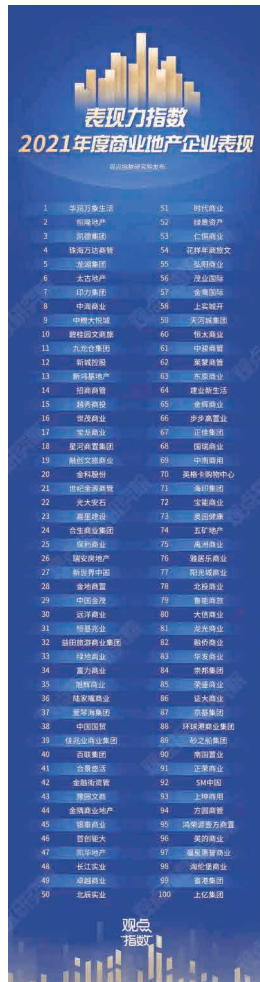 表现力指数
2021年度商业地产企业表现
观点指数研究院发布
1 华润万象生活
2 恒隆地产
3 凯德集团
4 珠海万达商管
5 龙湖集团
6 太古地产
7 印力集团
8 中海商业
9 中粮大悦城
10 碧桂园文商旅
11 九龙仓集团
12 新城控股
13 新鸿基地产
14 招商商管
15 越秀商投
16 世茂商业
17 宝龙商业
18 星河商置集团
19 融创文旅商业
20 金科股份
21 世纪金源商管
22 光大安石
23 嘉里建设
24 合生商业集团
25 保利商业
26 瑞安房地产
27 新世界中国
28 金地商置
29 中国金茂
30 远洋商业
31 恒基兆业
32 益田旅游商业集团
33 绿地商业
34 富力商业
35 旭辉商业
36 陆家嘴商业
37 爱琴海集团
38 中国国贸
39 佳兆业商业集团
40 百联集团
41 合景悠活
42 金融街资管
43 豫园文商
44 金隅商业地产
45 银泰商业
46 首创钜大
47 凯华地产
48 长江实业
49 卓越商业
50 北辰实业
51 时代商业
52 绿景资产
53 仁恒商业
54 花样年商旅文
55 弘阳商业
56 茂业国际
57 金鹰国际
58 上实城开
59 天河城集团
60 恒太商业
61 中骏商管
62 莱蒙商管
63 东原商业
64 建业新生活
65 金辉商业
66 步步高置业
67 正佳集团
68 国瑞商业
69 中南商用
70 英格卡购物中心
71 海印集团
72 宝能商业
73 奥园健康
74 五矿地产
75 禹洲商业
76 雅居乐商业
77 阳光城商业
78 北投商业
79 鲁能商旅
80 大信商业
81 龙光商业
82 融侨商业
83 华发商业
84 崇邦集团
85 荣盛商业
86 证大商业
87 京基集团
88 环球港商业集团
89 砂之船集团
90 南国置业
91 正荣商业
92 SM中国
93 上坤商用
94 方圆商管
95 鸿荣源壹方商置
96 美的商业
97 福星惠誉商业
98 海伦堡商业
99 香港集团
100 上亿集团
观点
指数